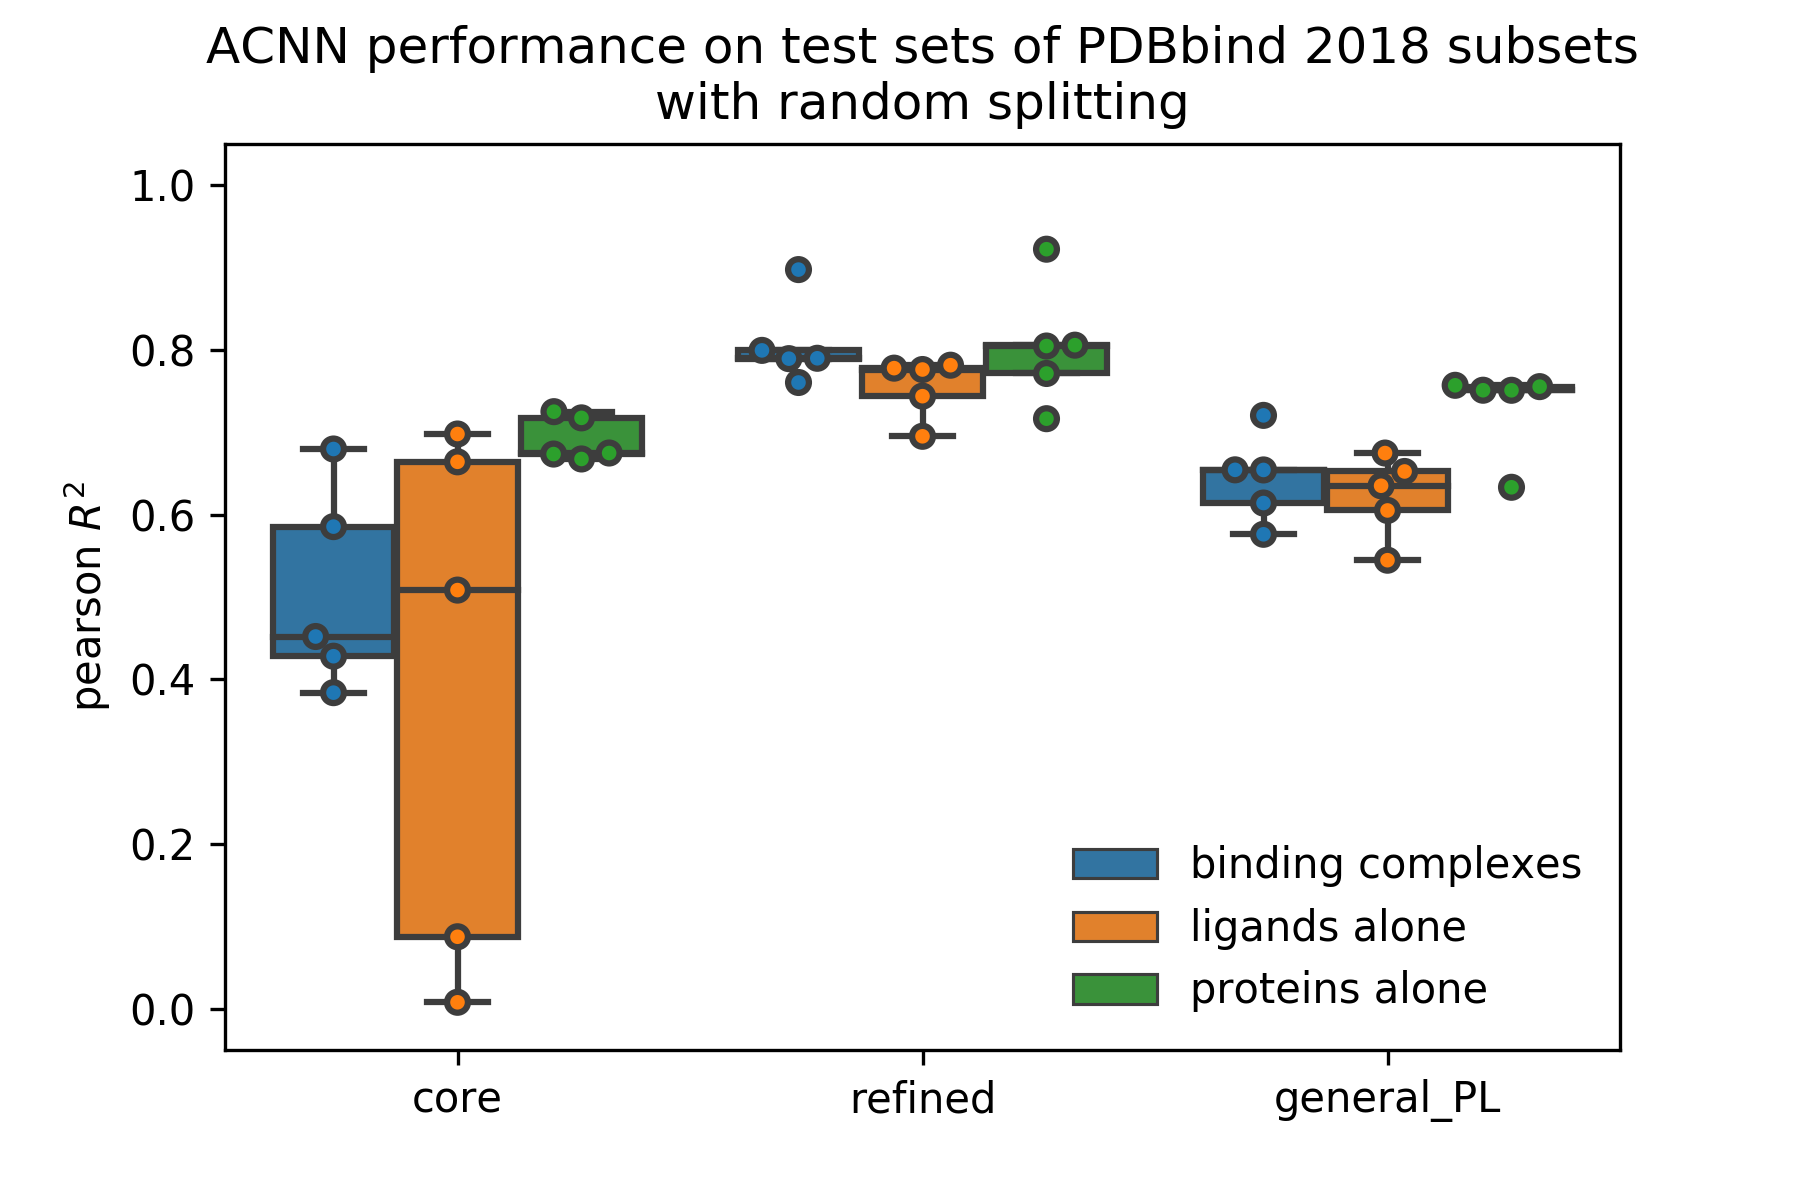 ACNN performance on test sets of PDBbind 2018 subsets
with random splitting
pearson R²
1.0
0.8
0.6
0.4
0.2
0.0
binding complexes
ligands alone
proteins alone
core refined general_PL